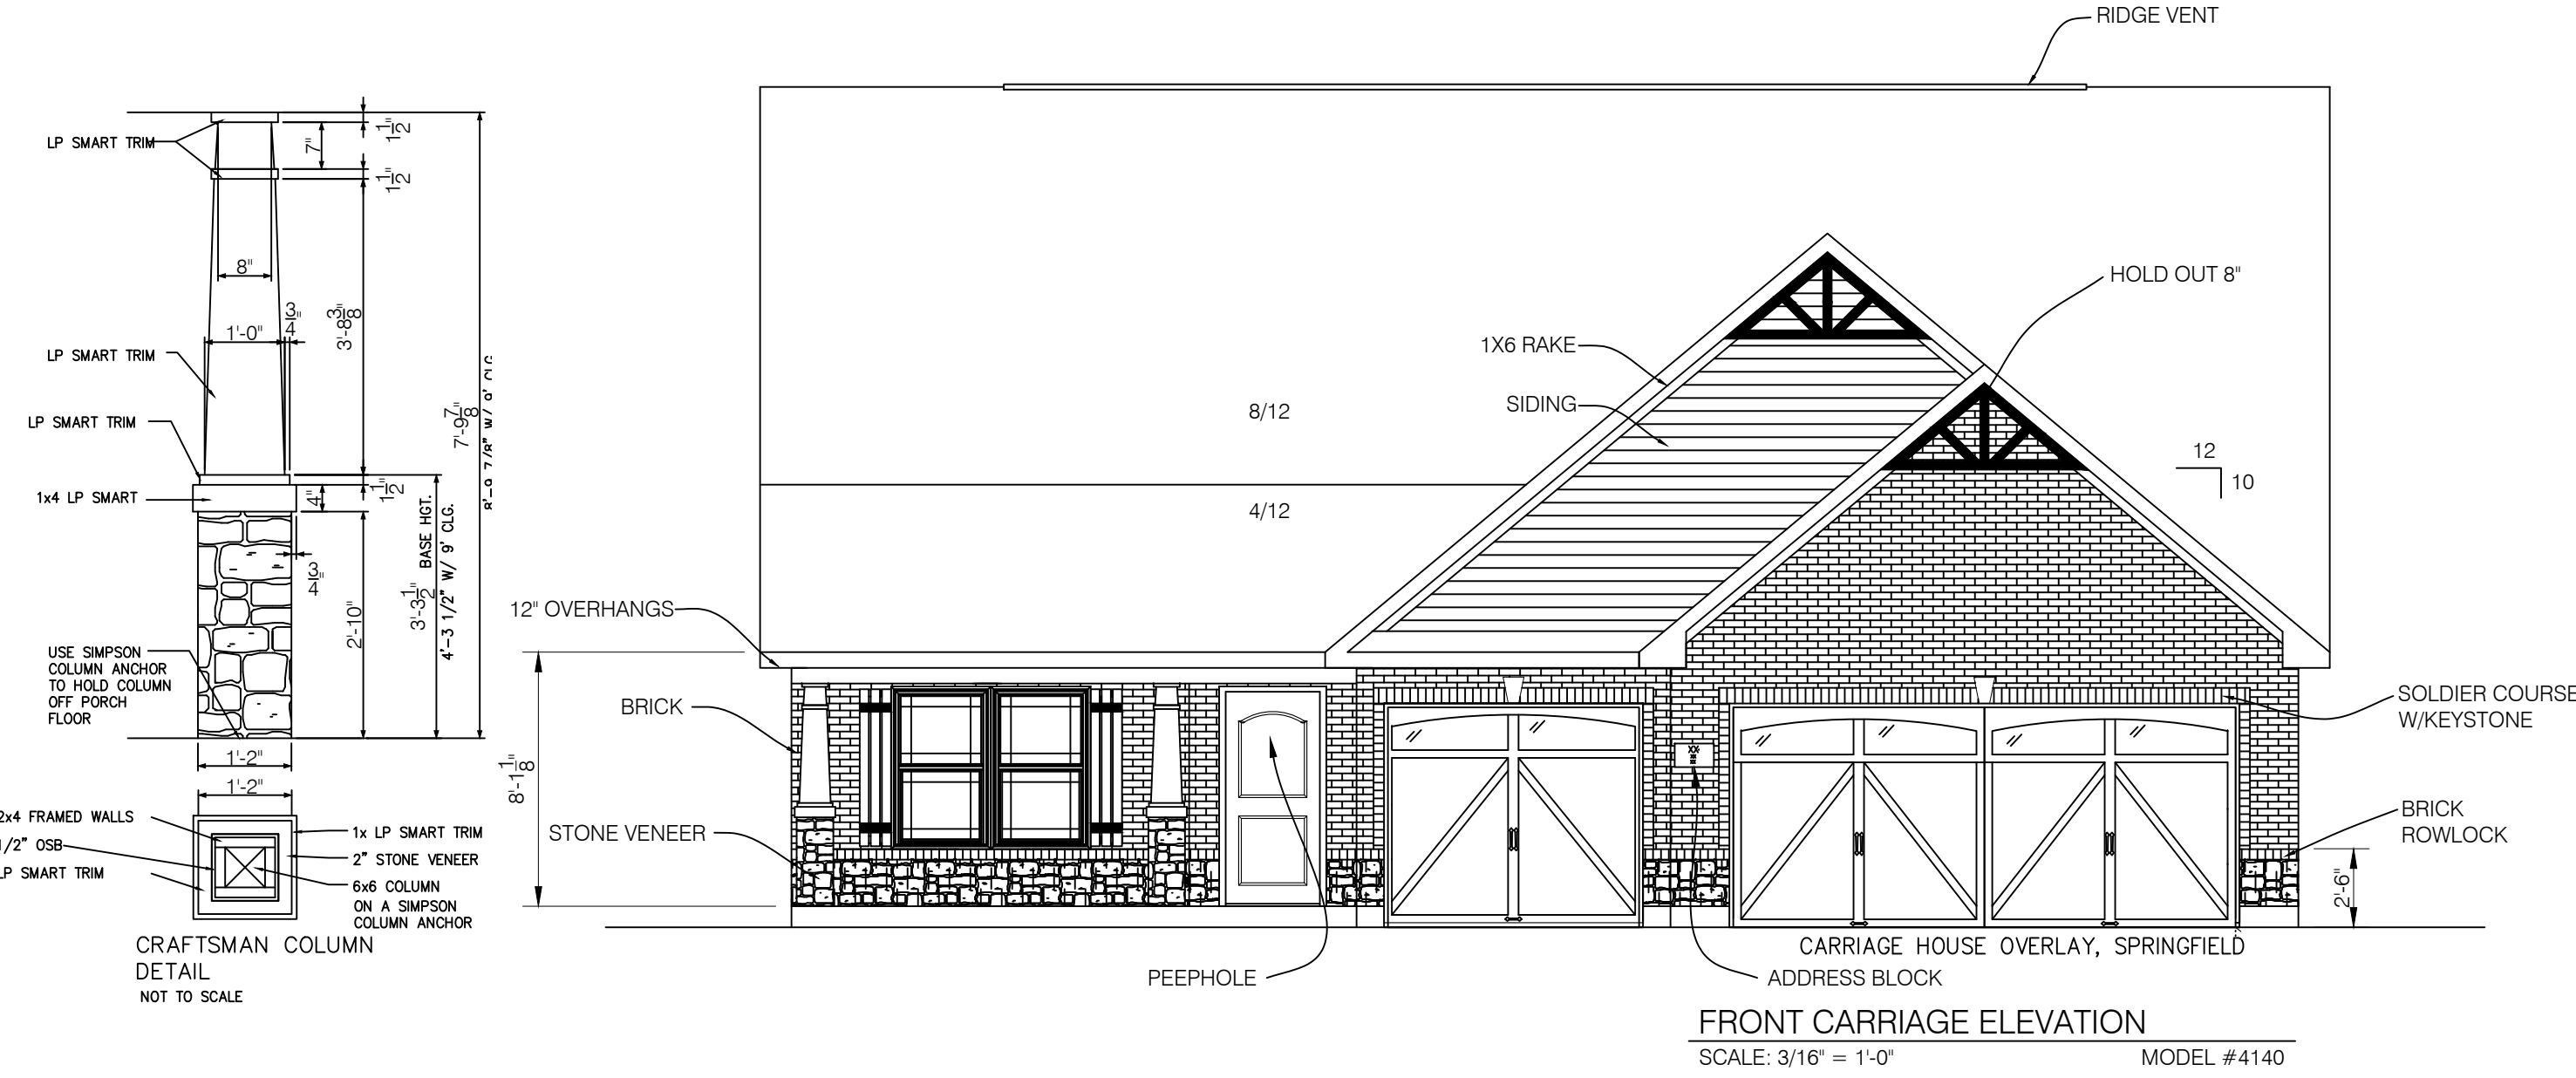 RIDGE VENT
LP SMART TRIM
1 1/2"
7"
1 1/2"
8"
HOLD OUT 8"
1'-0"
3/4"
3'-8 3/8"
1X6 RAKE
LP SMART TRIM
SIDING
8/12
LP SMART TRIM
7'-9 7/8"
8'-9 7/8" W/ 9' CLG.
12
10
1x4 LP SMART
4"
1 1/2"
4/12
BASE HGT.
3'-3 1/2"
4'-3 1/2" W/ 9' CLG.
3/4"
2'-10"
12" OVERHANGS
USE SIMPSON
COLUMN ANCHOR
TO HOLD COLUMN
OFF PORCH
FLOOR
BRICK
SOLDIER COURSE
W/KEYSTONE
8'-1 1/8"
1'-2"
1'-2"
XX
STONE VENEER
BRICK
ROWLOCK
2x4 FRAMED WALLS
1/2" OSB
LP SMART TRIM
1x LP SMART TRIM
2" STONE VENEER
6x6 COLUMN
ON A SIMPSON
COLUMN ANCHOR
2'-6"
CRAFTSMAN COLUMN
DETAIL
NOT TO SCALE
CARRIAGE HOUSE OVERLAY, SPRINGFIELD
PEEPHOLE
ADDRESS BLOCK
FRONT CARRIAGE ELEVATION
SCALE: 3/16" = 1'-0"
MODEL #4140